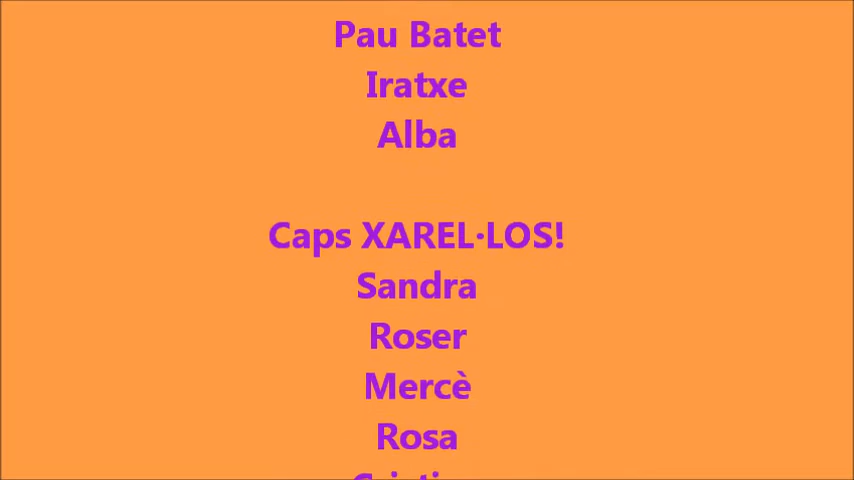 Pau Batet
Iratxe
Alba
Caps XAREL·LOS!
Sandra
Roser
Mercè
Rosa